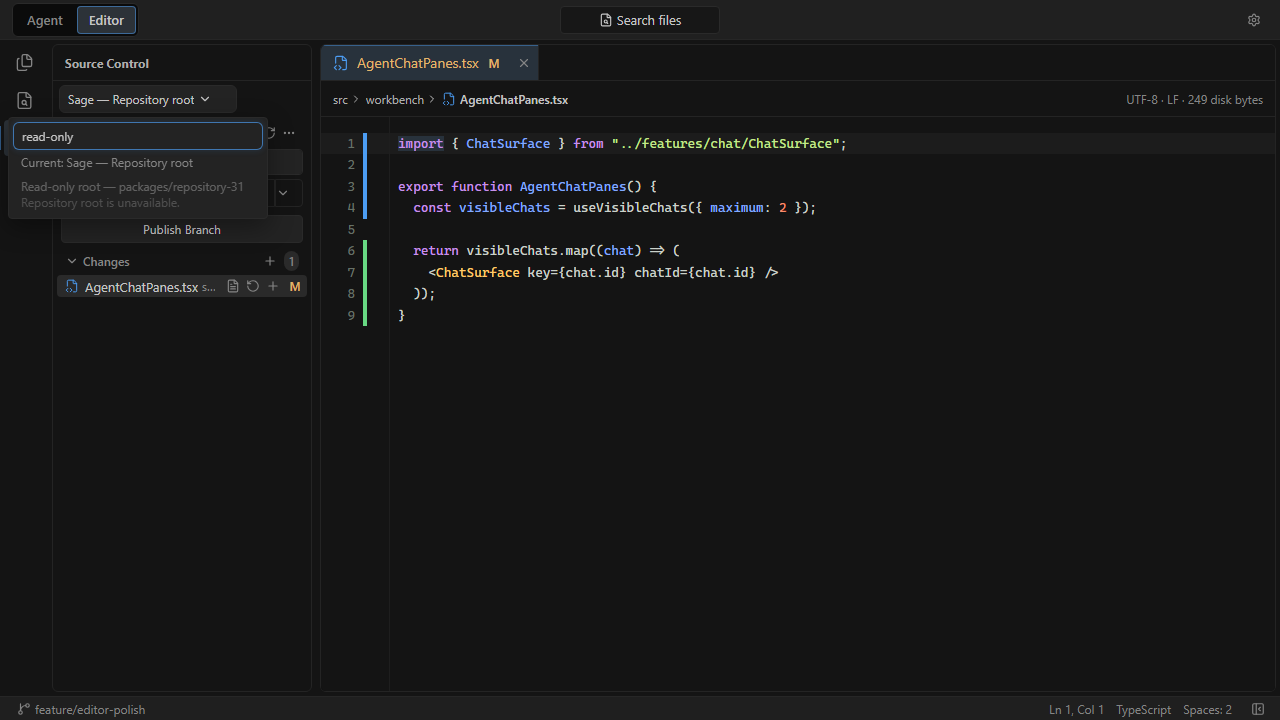 Agent Editor Search files
Source Control
Sage — Repository root
read-only
Current: Sage — Repository root
Read-only root — packages/repository-31
Repository root is unavailable.
Publish Branch
Changes 1
AgentChatPanes.tsx s... M
AgentChatPanes.tsx M
src workbench AgentChatPanes.tsx UTF-8 · LF · 249 disk bytes
1 import { ChatSurface } from "../features/chat/ChatSurface";
2
3 export function AgentChatPanes() {
4 const visibleChats = useVisibleChats({ maximum: 2 });
5
6 return visibleChats.map((chat) => (
7 <ChatSurface key={chat.id} chatId={chat.id} />
8 ));
9 }
feature/editor-polish Ln 1, Col 1 TypeScript Spaces: 2